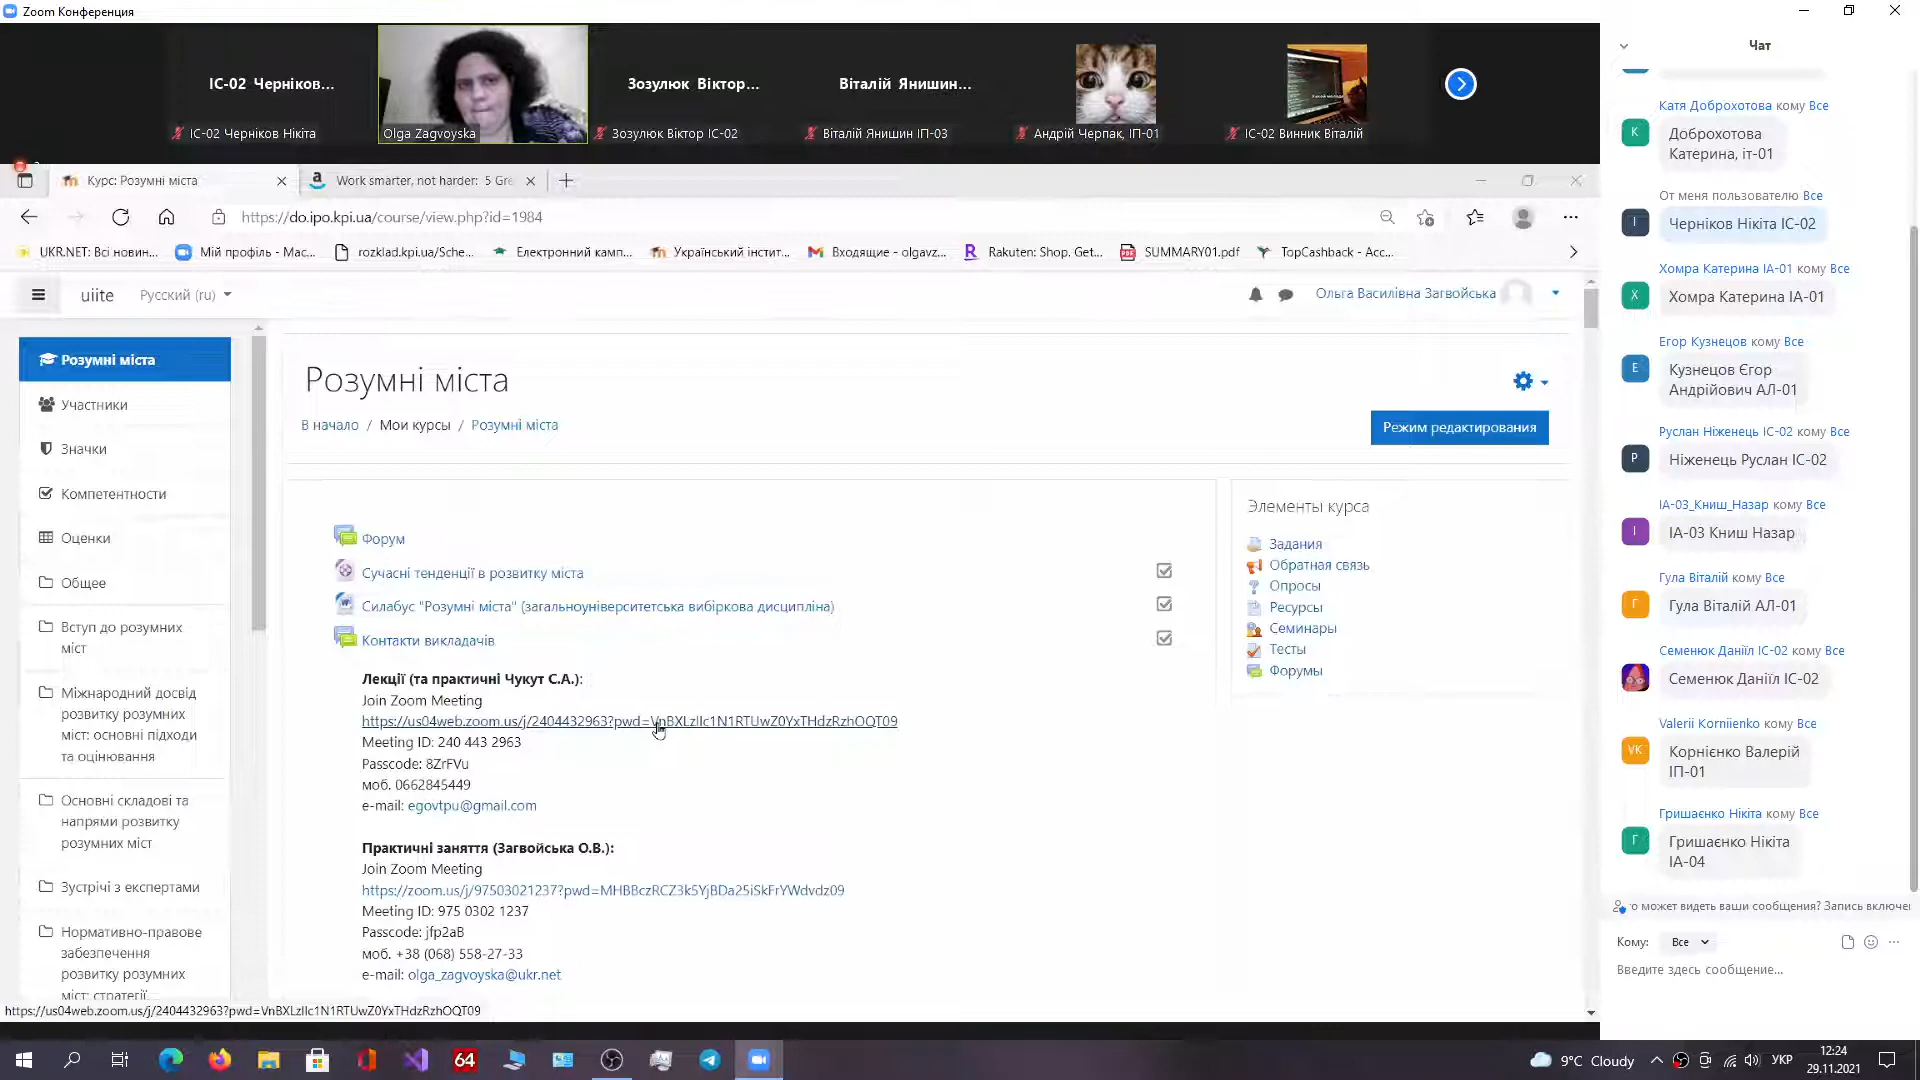 Zoom Конференция
ІС-02 Черніков...
Зозулюк Віктор...
Віталій Янишин...
ІС-02 Черніков Нікіта
Olga Zagvoyska
Зозулюк Віктор ІС-02
Віталій Янишин ІП-03
Андрій Черпак, ІП-01
ІС-02 Винник Віталій
Курс: Розумні міста
Work smarter, not harder: 5 Gre
https://do.ipo.kpi.ua/course/view.php?id=1984
UKR.NET: Всі новин...
Мій профіль - Mac...
rozklad.kpi.ua/Sche...
Електронний камп...
Український інстит...
Входящие - olgavz...
Rakuten: Shop. Get...
SUMMARY01.pdf
TopCashback - Acc...
uiite
Русский (ru)
Ольга Василівна Загвойська
Розумні міста
Участники
Значки
Компетентности
Оценки
Общее
Вступ до розумних
міст
Міжнародний досвід
розвитку розумних
міст: основні підходи
та оцінювання
Основні складові та
напрями розвитку
розумних міст
Зустрічі з експертами
Нормативно-правове
забезпечення
розвитку розумних
міст: стратегії,
Розумні міста
В начало / Мои курсы / Розумні міста
Режим редактирования
Форум
Сучасні тенденції в розвитку міста
Силабус "Розумні міста" (загальноуніверситетська вибіркова дисципліна)
Контакти викладачів
Лекції (та практичні Чукут С.А.):
Join Zoom Meeting
https://us04web.zoom.us/j/2404432963?pwd=VnBXLzlIc1N1RTUwZ0YxTHdzRzhOQT09
Meeting ID: 240 443 2963
Passcode: 8ZrFVu
моб. 0662845449
e-mail: egovtpu@gmail.com
Практичні заняття (Загвойська О.В.):
Join Zoom Meeting
https://zoom.us/j/97503021237?pwd=MHBBczRCZ3k5YjBDa25iSkFrYWdvdz09
Meeting ID: 975 0302 1237
Passcode: jfp2aB
моб. +38 (068) 558-27-33
e-mail: olga_zagvoyska@ukr.net
Элементы курса
Задания
Обратная связь
Опросы
Ресурсы
Семинары
Тесты
Форумы
https://us04web.zoom.us/j/2404432963?pwd=VnBXLzlIc1N1RTUwZ0YxTHdzRzhOQT09
Чат
Катя Доброхотова кому Все
К
Доброхотова
Катерина, іт-01
От меня пользователю Все
І
Черніков Нікіта ІС-02
Хомра Катерина ІА-01 кому Все
Х
Хомра Катерина ІА-01
Егор Кузнецов кому Все
Е
Кузнецов Єгор
Андрійович АЛ-01
Руслан Ніженець ІС-02 кому Все
Р
Ніженець Руслан ІС-02
ІА-03_Книш_Назар кому Все
І
ІА-03 Книш Назар
Гула Віталій кому Все
Г
Гула Віталій АЛ-01
Семенюк Данііл ІС-02 кому Все
Семенюк Данііл ІС-02
Valerii Korniienko кому Все
VK
Корнієнко Валерій
ІП-01
Гришаєнко Нікіта кому Все
Г
Гришаєнко Нікіта
ІА-04
то может видеть ваши сообщения? Запись включен
Кому: Все
Введите здесь сообщение...
64
9°C Cloudy
УКР
12:24
29.11.2021